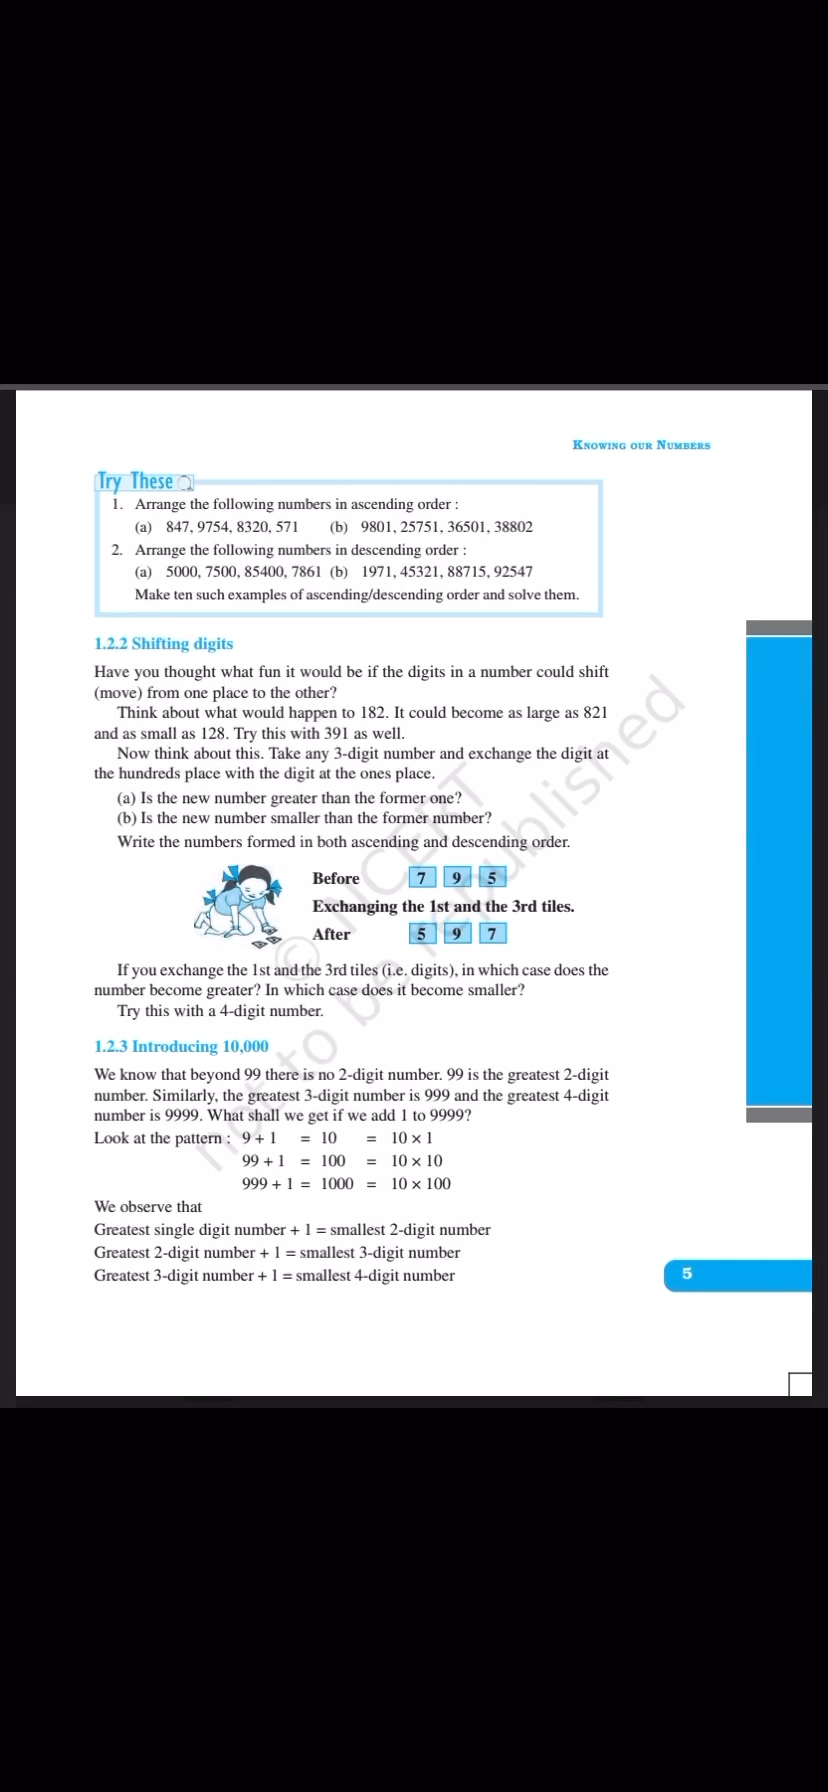 KNOWING OUR NUMBERS
Try These
1. Arrange the following numbers in ascending order :
(a) 847, 9754, 8320, 571 (b) 9801, 25751, 36501, 38802
2. Arrange the following numbers in descending order :
(a) 5000, 7500, 85400, 7861 (b) 1971, 45321, 88715, 92547
Make ten such examples of ascending/descending order and solve them.
1.2.2 Shifting digits
Have you thought what fun it would be if the digits in a number could shift
(move) from one place to the other?
Think about what would happen to 182. It could become as large as 821
and as small as 128. Try this with 391 as well.
Now think about this. Take any 3-digit number and exchange the digit at
the hundreds place with the digit at the ones place.
(a) Is the new number greater than the former one?
(b) Is the new number smaller than the former number?
Write the numbers formed in both ascending and descending order.
Before 7 9 5
Exchanging the 1st and the 3rd tiles.
After 5 9 7
If you exchange the 1st and the 3rd tiles (i.e. digits), in which case does the
number become greater? In which case does it become smaller?
Try this with a 4-digit number.
1.2.3 Introducing 10,000
We know that beyond 99 there is no 2-digit number. 99 is the greatest 2-digit
number. Similarly, the greatest 3-digit number is 999 and the greatest 4-digit
number is 9999. What shall we get if we add 1 to 9999?
Look at the pattern : 9 + 1 = 10 = 10 × 1
99 + 1 = 100 = 10 × 10
999 + 1 = 1000 = 10 × 100
We observe that
Greatest single digit number + 1 = smallest 2-digit number
Greatest 2-digit number + 1 = smallest 3-digit number
Greatest 3-digit number + 1 = smallest 4-digit number
5
© NCERT
not to be republished